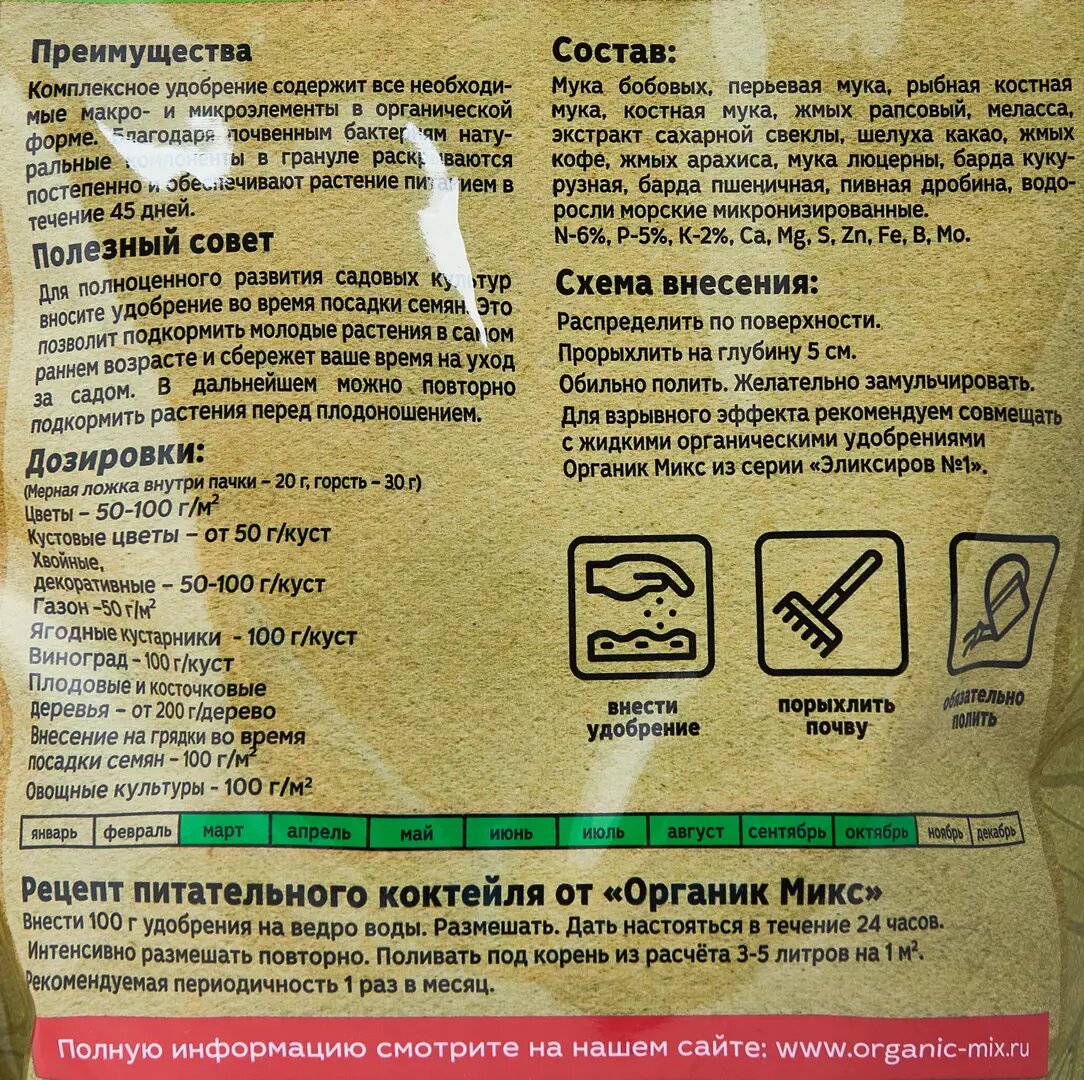 Преимущества
Комплексное удобрение содержит все необходи-
мые макро- и микроэлементы в органической
форме. Благодаря почвенным бактериям нату-
ральные компоненты в грануле раскрываются
постепенно и обеспечивают растение питанием в
течение 45 дней.
Полезный совет
Для полноценного развития садовых культур
вносите удобрение во время посадки семян. Это
позволит подкормить молодые растения в самом
раннем возрасте и сбережет ваше время на уход
за садом. В дальнейшем можно повторно
подкормить растения перед плодоношением.
Дозировки:
(Мерная ложка внутри пачки – 20 г, горсть – 30 г)
Цветы – 50-100 г/м²
Кустовые цветы – от 50 г/куст
Хвойные,
декоративные – 50-100 г/куст
Газон -50 г/м²
Ягодные кустарники - 100 г/куст
Виноград - 100 г/куст
Плодовые и косточковые
деревья – от 200 г/дерево
Внесение на грядки во время
посадки семян - 100 г/м²
Овощные культуры - 100 г/м²
Состав:
Мука бобовых, перьевая мука, рыбная костная
мука, костная мука, жмых рапсовый, меласса,
экстракт сахарной свеклы, шелуха какао, жмых
кофе, жмых арахиса, мука люцерны, барда куку-
рузная, барда пшеничная, пивная дробина, водо-
росли морские микронизированные.
N-6%, P-5%, K-2%, Ca, Mg, S, Zn, Fe, B, Mo.
Схема внесения:
Распределить по поверхности.
Прорыхлить на глубину 5 см.
Обильно полить. Желательно замульчировать.
Для взрывного эффекта рекомендуем совмещать
с жидкими органическими удобрениями
Органик Микс из серии «Эликсиров №1».
внести
удобрение
порыхлить
почву
обязательно
полить
январь февраль март апрель май июнь июль август сентябрь октябрь ноябрь декабрь
Рецепт питательного коктейля от «Органик Микс»
Внести 100 г удобрения на ведро воды. Размешать. Дать настояться в течение 24 часов.
Интенсивно размешать повторно. Поливать под корень из расчёта 3-5 литров на 1 м².
Рекомендуемая периодичность 1 раз в месяц.
Полную информацию смотрите на нашем сайте: www.organic-mix.ru